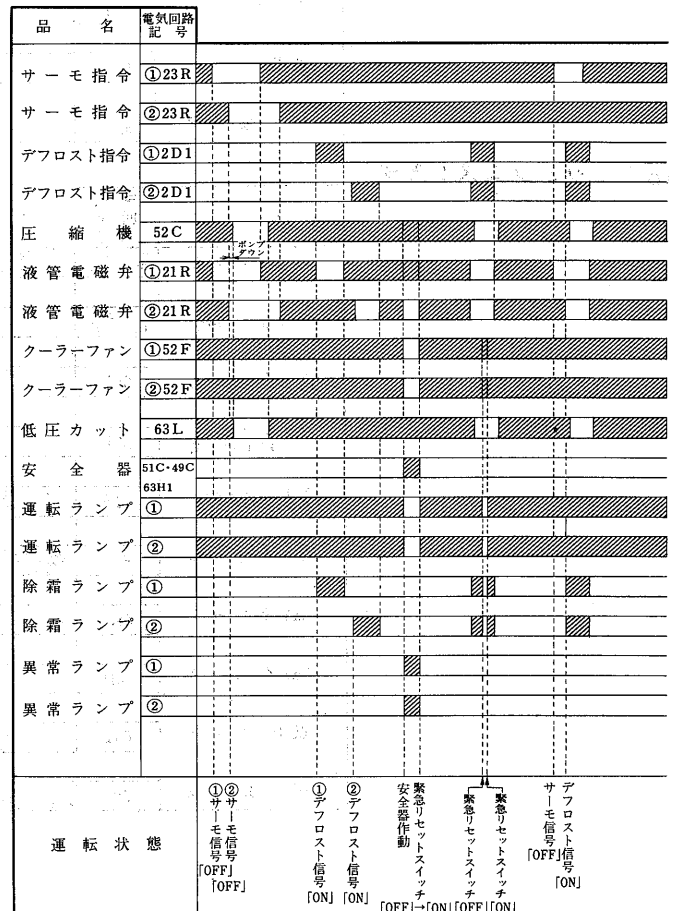 品 名 電気回路記号
サーモ指令 ①23R
サーモ指令 ②23R
デフロスト指令 ①2D1
デフロスト指令 ②2D1
圧縮機 52C
ポンプダウン
液管電磁弁 ①21R
液管電磁弁 ②21R
クーラーファン ①52F
クーラーファン ②52F
低圧カット 63L
安全器 51C・49C
63H1
運転ランプ ①
運転ランプ ②
除霜ランプ ①
除霜ランプ ②
異常ランプ ①
異常ランプ ②
運転状態
①サーモ信号「OFF」
②サーモ信号「OFF」
①デフロスト信号「ON」
②デフロスト信号「ON」
安全器作動
緊急リセットスイッチ「OFF」→「ON」
緊急リセットスイッチ「OFF」
緊急リセットスイッチ「ON」
サーモ信号「OFF」
デフロスト信号「ON」